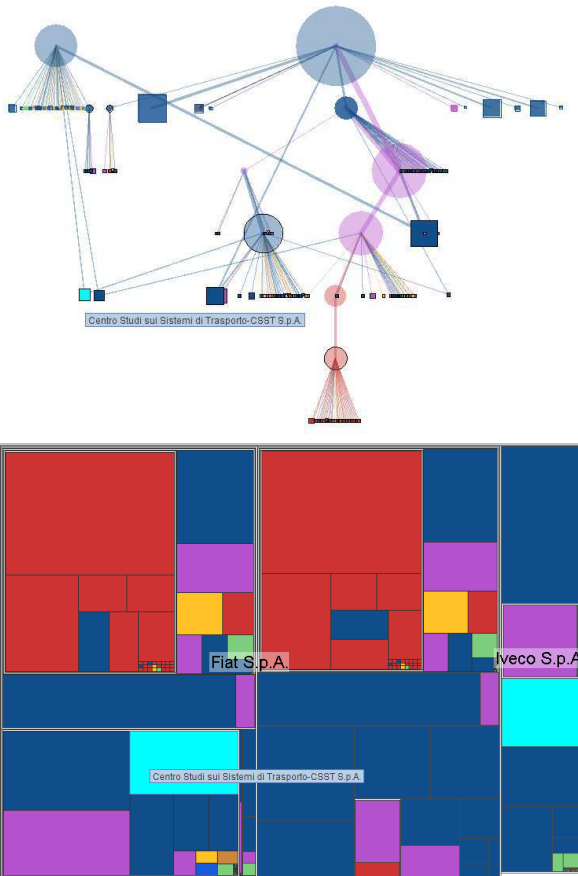 Centro Studi sui Sistemi di Trasporto-CSST S.p.A.
Fiat S.p.A.
Iveco S.p.A
Centro Studi sui Sistemi di Trasporto-CSST S.p.A.